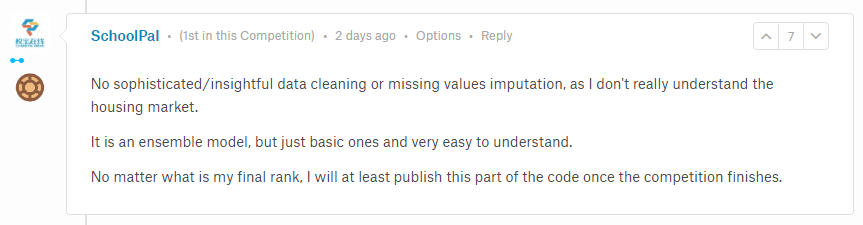 SchoolPal • (1st in this Competition) • 2 days ago • Options • Reply
7
No sophisticated/insightful data cleaning or missing values imputation, as I don't really understand the
housing market.
It is an ensemble model, but just basic ones and very easy to understand.
No matter what is my final rank, I will at least publish this part of the code once the competition finishes.